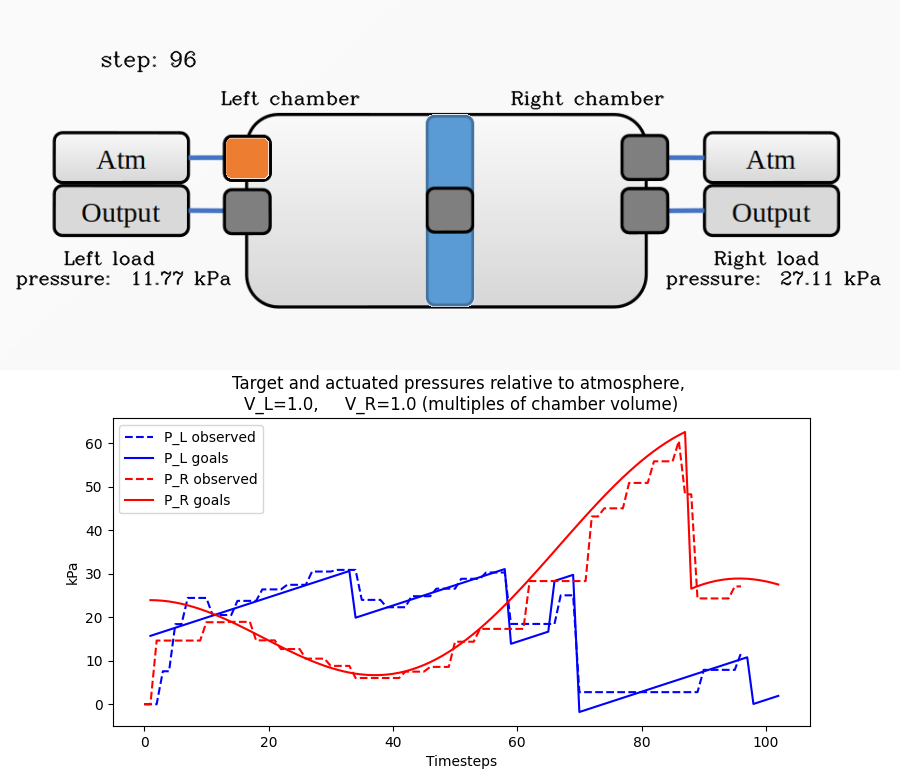 step: 96
Left chamber
Right chamber
Atm
Atm
Output
Output
Left load
pressure: 11.77 kPa
Right load
pressure: 27.11 kPa
Target and actuated pressures relative to atmosphere,
V_L=1.0, V_R=1.0 (multiples of chamber volume)
P_L observed
P_L goals
P_R observed
P_R goals
kPa
60
50
40
30
20
10
0
0 20 40 60 80 100
Timesteps